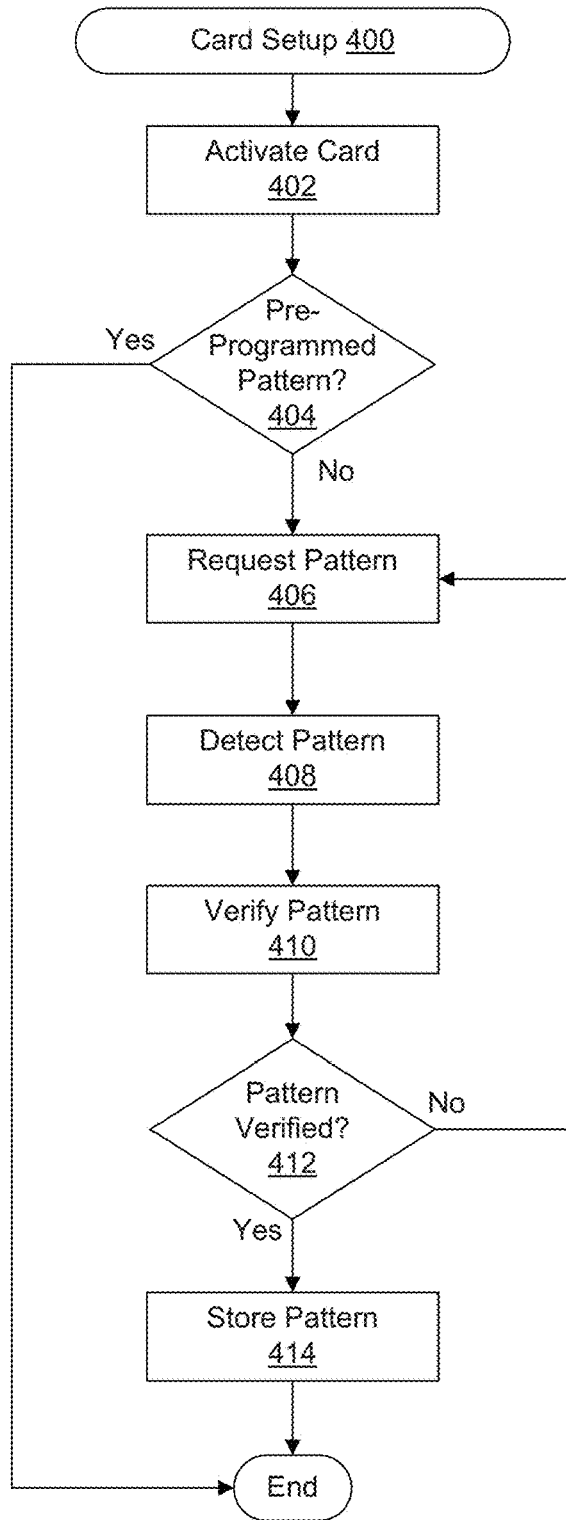 Card Setup 400
Activate Card
402
Pre-
Programmed
Pattern?
404
Yes
No
Request Pattern
406
Detect Pattern
408
Verify Pattern
410
Pattern
Verified?
412
No
Yes
Store Pattern
414
End